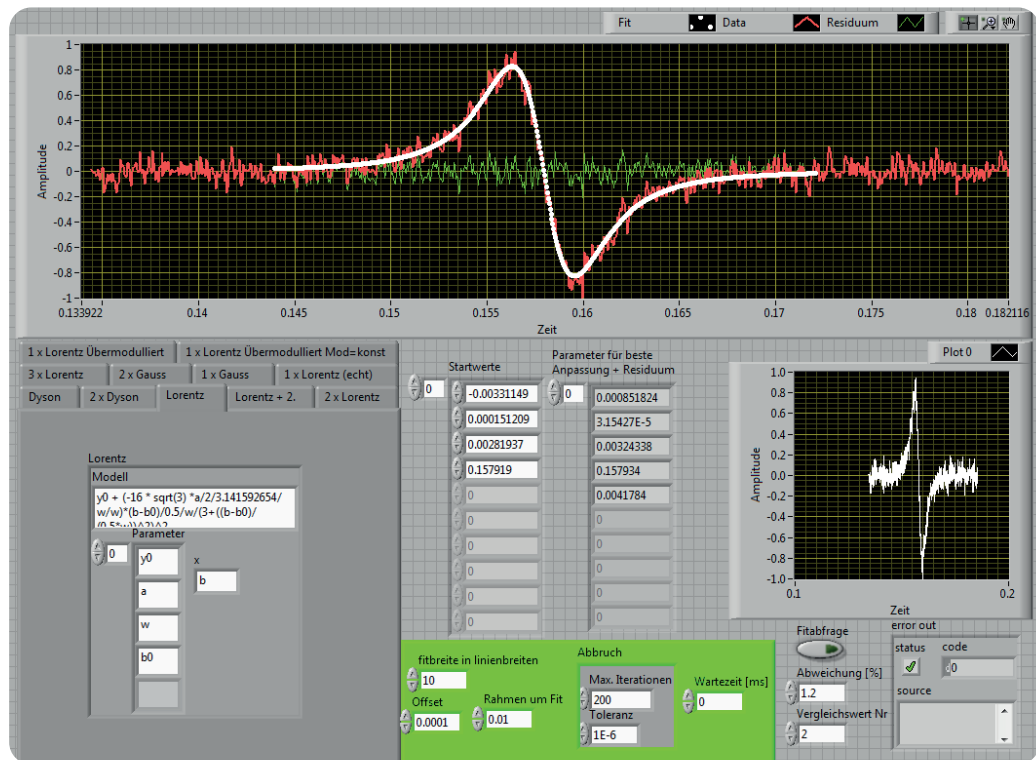 Fit Data Residuum
Amplitude
1
0.8
0.6
0.4
0.2
0
-0.2
-0.4
-0.6
-0.8
-1
0.133922 0.14 0.145 0.15 0.155 0.16 0.165 0.17 0.175 0.18 0.182116
Zeit
1 x Lorentz Übermoduliert 1 x Lorentz Übermoduliert Mod=konst
3 x Lorentz 2 x Gauss 1 x Gauss 1 x Lorentz (echt)
Dyson 2 x Dyson Lorentz Lorentz + 2. 2 x Lorentz
Lorentz
Modell
y0 + (-16 * sqrt(3) *a/2/3.141592654/
w/w)*(b-b0)/0.5/w/(3+((b-b0)/
(0.5*w))^2)^2
Parameter
0
y0
a
w
b0
x
b
Startwerte
0
-0.00331149
0.000151209
0.00281937
0.157919
0
0
0
0
0
0
Parameter für beste
Anpassung + Residuum
0
0.000851824
3.15427E-5
0.00324338
0.157934
0.0041784
0
0
0
0
0
Plot 0
Amplitude
1.0
0.8
0.6
0.4
0.2
0.0
-0.2
-0.4
-0.6
-0.8
-1.0
0.1 0.2
Zeit
fitbreite in linienbreiten
10
Offset
0.0001
Rahmen um Fit
0.01
Abbruch
Max. Iterationen
200
Toleranz
1E-6
Wartezeit [ms]
0
Fitabfrage
Abweichung [%]
1.2
Vergleichswert Nr
2
error out
status code
0
source